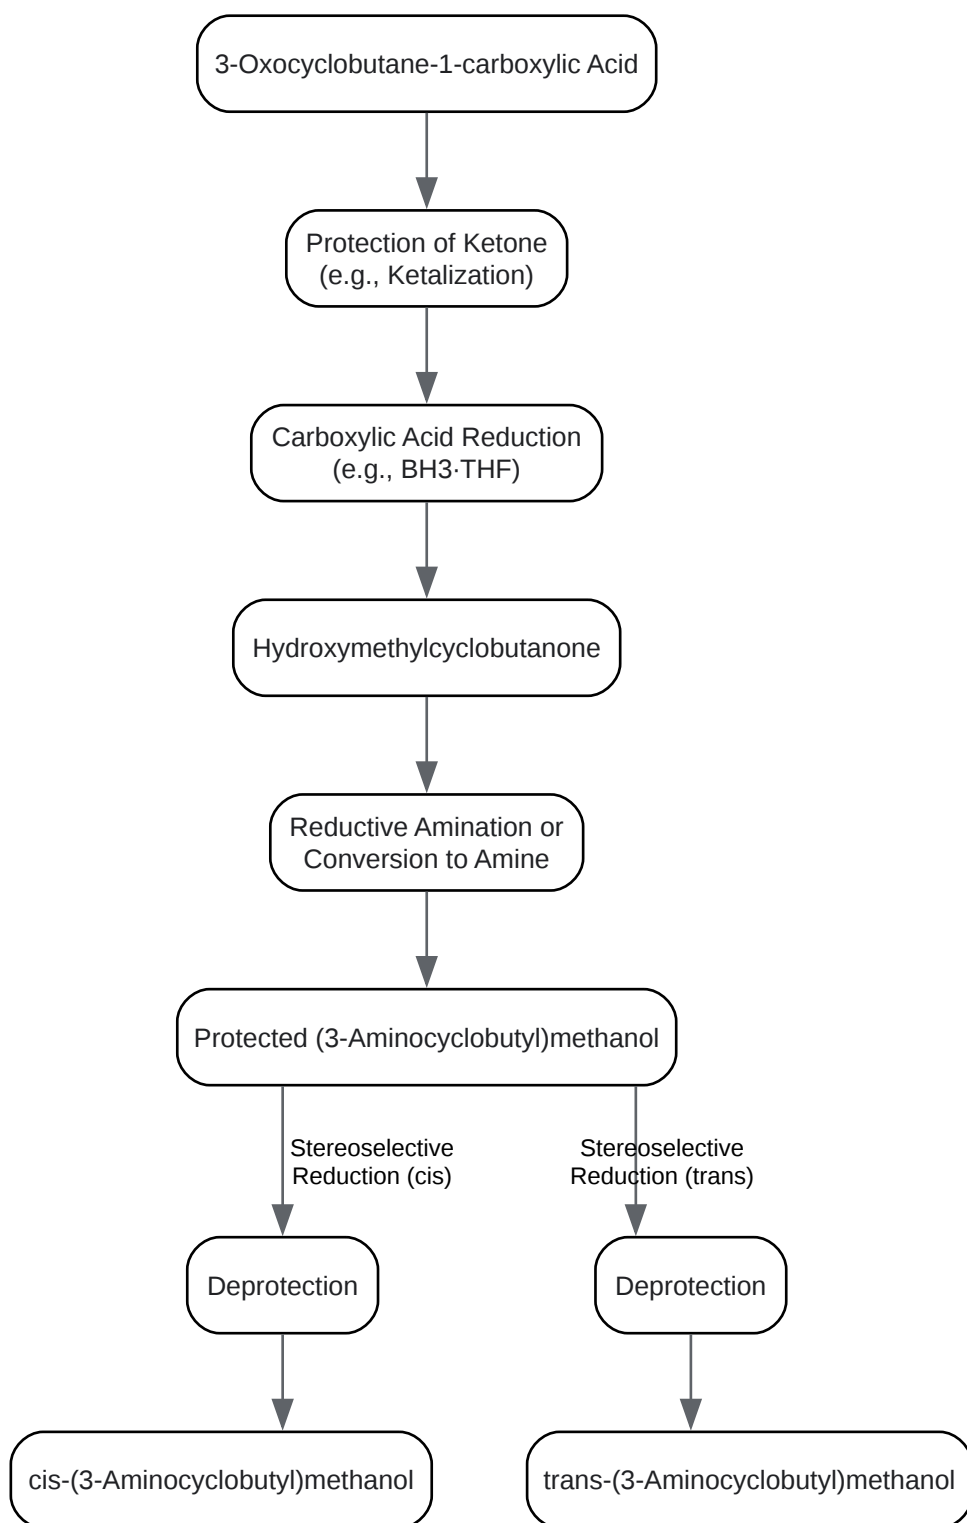 3-Oxocyclobutane-1-carboxylic Acid
Protection of Ketone
(e.g., Ketalization)
Carboxylic Acid Reduction
(e.g., BH3·THF)
Hydroxymethylcyclobutanone
Reductive Amination or
Conversion to Amine
Protected (3-Aminocyclobutyl)methanol
Stereoselective
Reduction (cis)
Stereoselective
Reduction (trans)
Deprotection
Deprotection
cis-(3-Aminocyclobutyl)methanol
trans-(3-Aminocyclobutyl)methanol